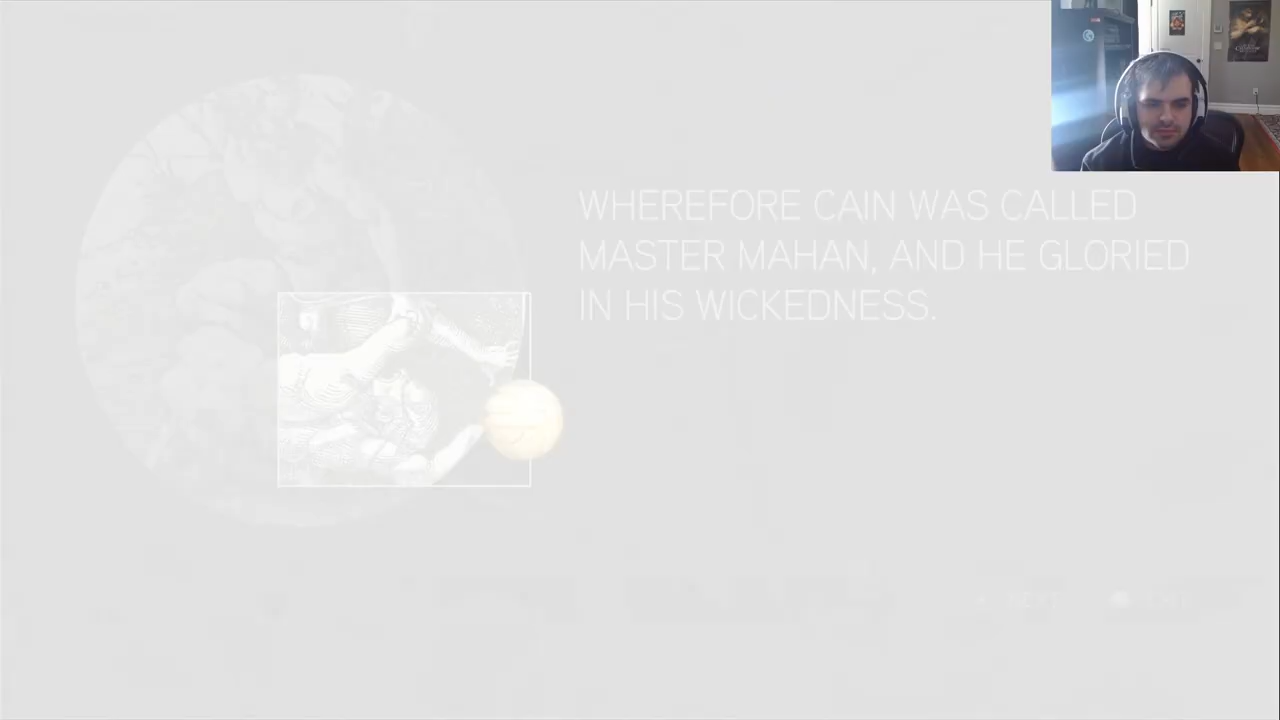 WHEREFORE CAIN WAS CALLED
MASTER MAHAN, AND HE GLORIED
IN HIS WICKEDNESS.